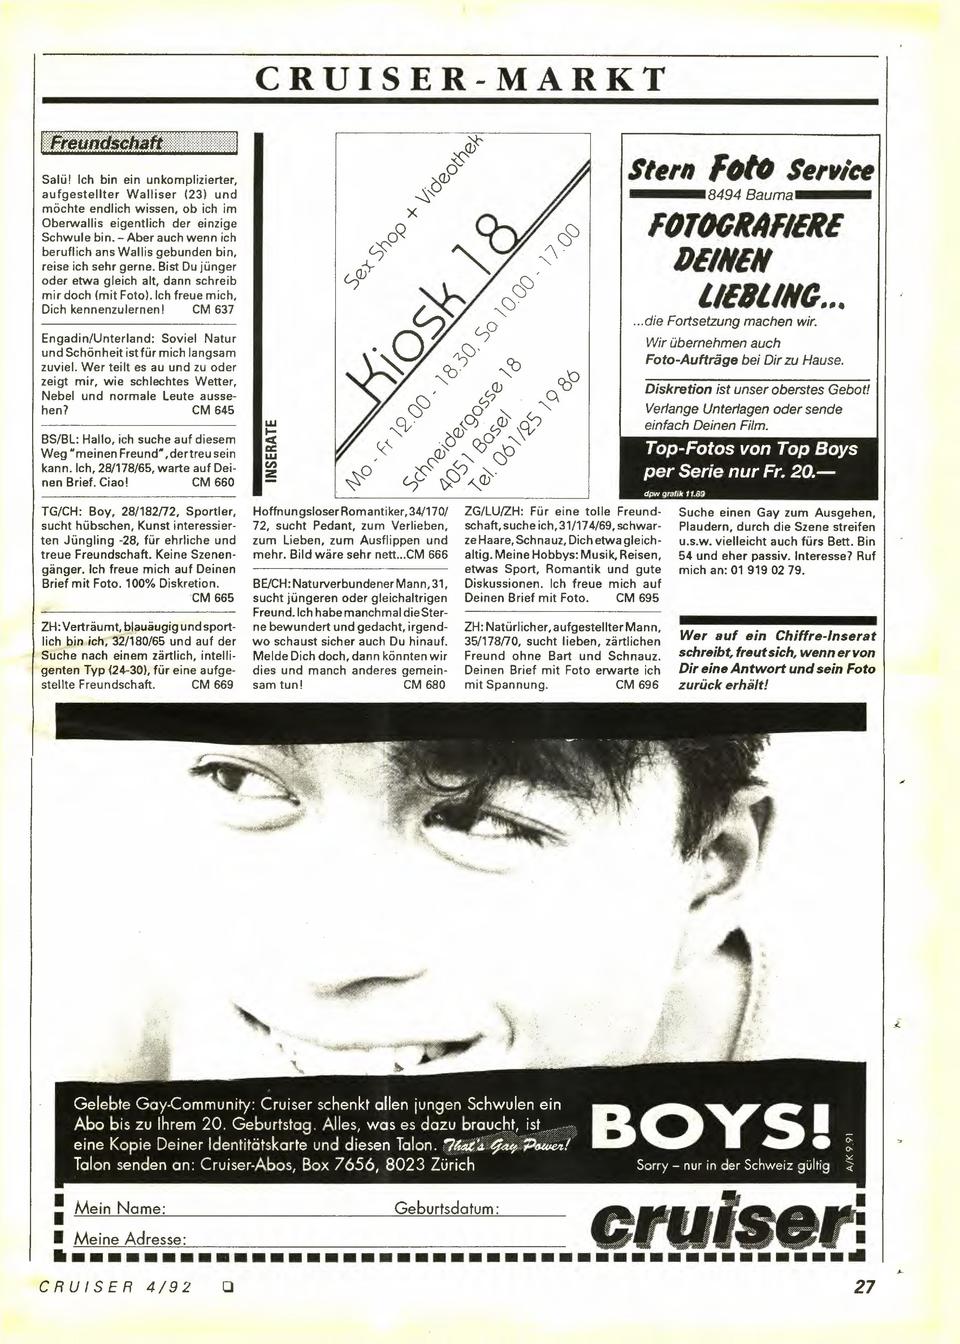 CRUISER-MARKT
Freundschaft
Salü! Ich bin ein unkomplizierter,
aufgestellter Walliser (23) und
möchte endlich wissen, ob ich im
Oberwallis eigentlich der einzige
Schwule bin. – Aber auch wenn ich
beruflich ans Wallis gebunden bin,
reise ich sehr gerne. Bist Du jünger
oder etwa gleich alt, dann schreib
mir doch (mit Foto). Ich freue mich,
Dich kennenzulernen! CM 637
Engadin/Unterland: Soviel Natur
und Schönheit ist für mich langsam
zuviel. Wer teilt es au und zu oder
zeigt mir, wie schlechtes Wetter,
Nebel und normale Leute ausse-
hen? CM 645
BS/BL: Hallo, ich suche auf diesem
Weg "meinen Freund", der treu sein
kann. Ich, 28/178/65, warte auf Dei-
nen Brief. Ciao! CM 660
TG/CH: Boy, 28/182/72, Sportler,
sucht hübschen, Kunst interessier-
ten Jüngling -28, für ehrliche und
treue Freundschaft. Keine Szenen-
gänger. Ich freue mich auf Deinen
Brief mit Foto. 100% Diskretion.
CM 665
ZH: Verträumt, blauäugig und sport-
lich bin ich, 32/180/65 und auf der
Suche nach einem zärtlich, intelli-
genten Typ (24-30), für eine aufge-
stellte Freundschaft. CM 669
INSERATE
Sex Shop + Videothek
Kiosk 18
Mo - Fr 12.00 - 18.30, Sa 10.00 - 17.00
Schneidergasse 18
4051 Basel
Tel. 061/25 19 86
Hoffnungsloser Romantiker, 34/170/
72, sucht Pedant, zum Verlieben,
zum Lieben, zum Ausflippen und
mehr. Bild wäre sehr nett...CM 666
BE/CH: Naturverbundener Mann, 31,
sucht jüngeren oder gleichaltrigen
Freund. Ich habe manchmal die Ster-
ne bewundert und gedacht, irgend-
wo schaust sicher auch Du hinauf.
Melde Dich doch, dann könnten wir
dies und manch anderes gemein-
sam tun! CM 680
ZG/LU/ZH: Für eine tolle Freund-
schaft, suche ich, 31/174/69, schwar-
ze Haare, Schnauz, Dich etwa gleich-
altig. Meine Hobbys: Musik, Reisen,
etwas Sport, Romantik und gute
Diskussionen. Ich freue mich auf
Deinen Brief mit Foto. CM 695
ZH: Natürlicher, aufgestellter Mann,
35/178/70, sucht lieben, zärtlichen
Freund ohne Bart und Schnauz.
Deinen Brief mit Foto erwarte ich
mit Spannung. CM 696
Stern Foto Service
8494 Bauma
FOTOGRAFIERE
DEINEN
LIEBLING...
...die Fortsetzung machen wir.
Wir übernehmen auch
Foto-Aufträge bei Dir zu Hause.
Diskretion ist unser oberstes Gebot!
Verlange Unterlagen oder sende
einfach Deinen Film.
Top-Fotos von Top Boys
per Serie nur Fr. 20.—
dpw grafik 11.89
Suche einen Gay zum Ausgehen,
Plaudern, durch die Szene streifen
u.s.w. vielleicht auch fürs Bett. Bin
54 und eher passiv. Interesse? Ruf
mich an: 01 919 02 79.
Wer auf ein Chiffre-Inserat
schreibt, freut sich, wenn er von
Dir eine Antwort und sein Foto
zurück erhält!
Gelebte Gay-Community: Cruiser schenkt allen jungen Schwulen ein
Abo bis zu Ihrem 20. Geburtstag. Alles, was es dazu braucht, ist
eine Kopie Deiner Identitätskarte und diesen Talon. That's Gay Power!
Talon senden an: Cruiser-Abos, Box 7656, 8023 Zürich
BOYS!
Sorry – nur in der Schweiz gültig
A/K 9.91
Mein Name: Geburtsdatum:
Meine Adresse:
cruiser
CRUISER 4/92 27